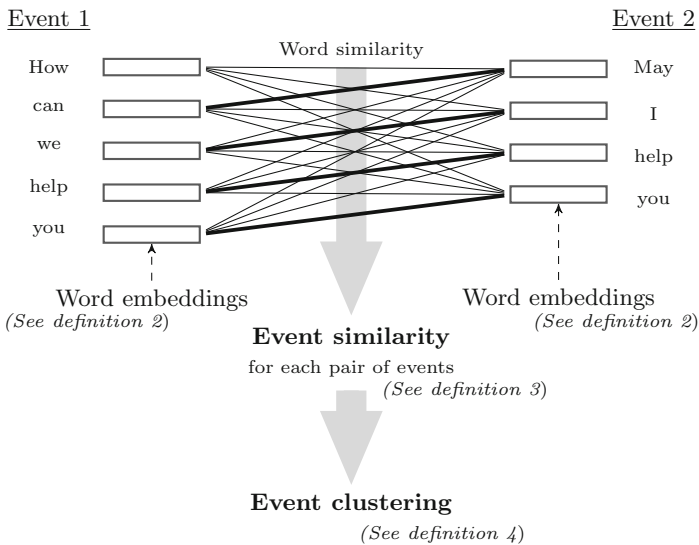 Event 1
Event 2
Word similarity
How
May
can
I
we
help
help
you
you
Word embeddings
(See definition 2)
Word embeddings
(See definition 2)
Event similarity
for each pair of events
(See definition 3)
Event clustering
(See definition 4)